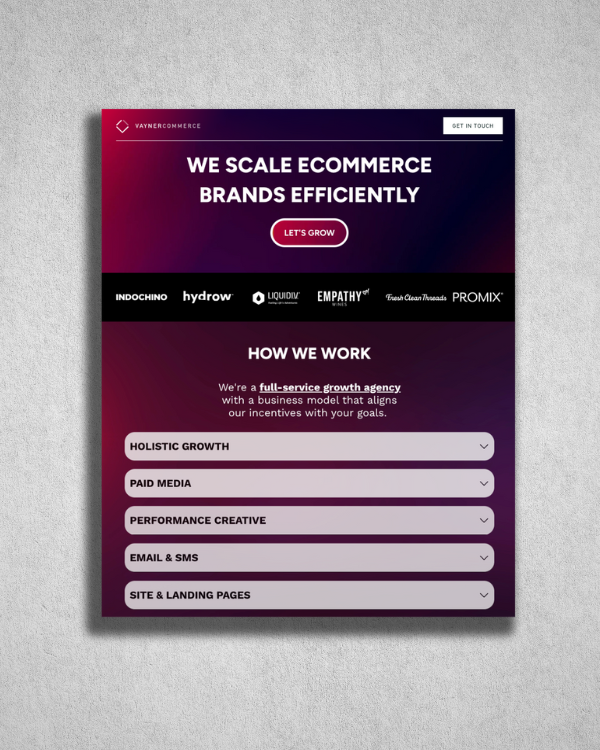 VAYNERCOMMERCE
GET IN TOUCH
WE SCALE ECOMMERCE
BRANDS EFFICIENTLY
LET'S GROW
INDOCHINO hydrow LIQUID I.V. EMPATHY WINES Fresh Clean Threads PROMIX
HOW WE WORK
We're a full-service growth agency
with a business model that aligns
our incentives with your goals.
HOLISTIC GROWTH
PAID MEDIA
PERFORMANCE CREATIVE
EMAIL & SMS
SITE & LANDING PAGES